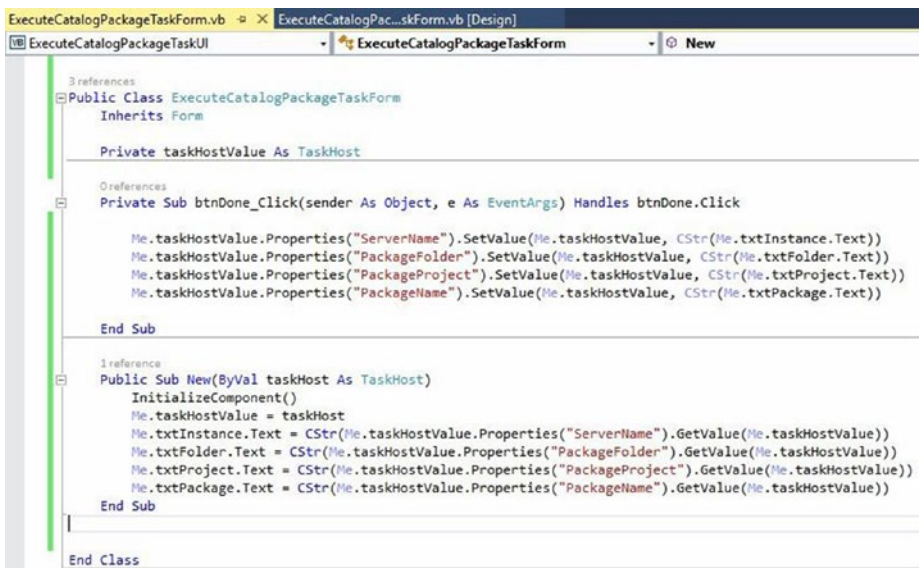 ExecuteCatalogPackageTaskForm.vb ExecuteCatalogPac...skForm.vb [Design]
VB ExecuteCatalogPackageTaskUI ExecuteCatalogPackageTaskForm New
3 references
Public Class ExecuteCatalogPackageTaskForm
Inherits Form
Private taskHostValue As TaskHost
0 references
Private Sub btnDone_Click(sender As Object, e As EventArgs) Handles btnDone.Click
Me.taskHostValue.Properties("ServerName").SetValue(Me.taskHostValue, CStr(Me.txtInstance.Text))
Me.taskHostValue.Properties("PackageFolder").SetValue(Me.taskHostValue, CStr(Me.txtFolder.Text))
Me.taskHostValue.Properties("PackageProject").SetValue(Me.taskHostValue, CStr(Me.txtProject.Text))
Me.taskHostValue.Properties("PackageName").SetValue(Me.taskHostValue, CStr(Me.txtPackage.Text))
End Sub
1 reference
Public Sub New(ByVal taskHost As TaskHost)
InitializeComponent()
Me.taskHostValue = taskHost
Me.txtInstance.Text = CStr(Me.taskHostValue.Properties("ServerName").GetValue(Me.taskHostValue))
Me.txtFolder.Text = CStr(Me.taskHostValue.Properties("PackageFolder").GetValue(Me.taskHostValue))
Me.txtProject.Text = CStr(Me.taskHostValue.Properties("PackageProject").GetValue(Me.taskHostValue))
Me.txtPackage.Text = CStr(Me.taskHostValue.Properties("PackageName").GetValue(Me.taskHostValue))
End Sub
End Class